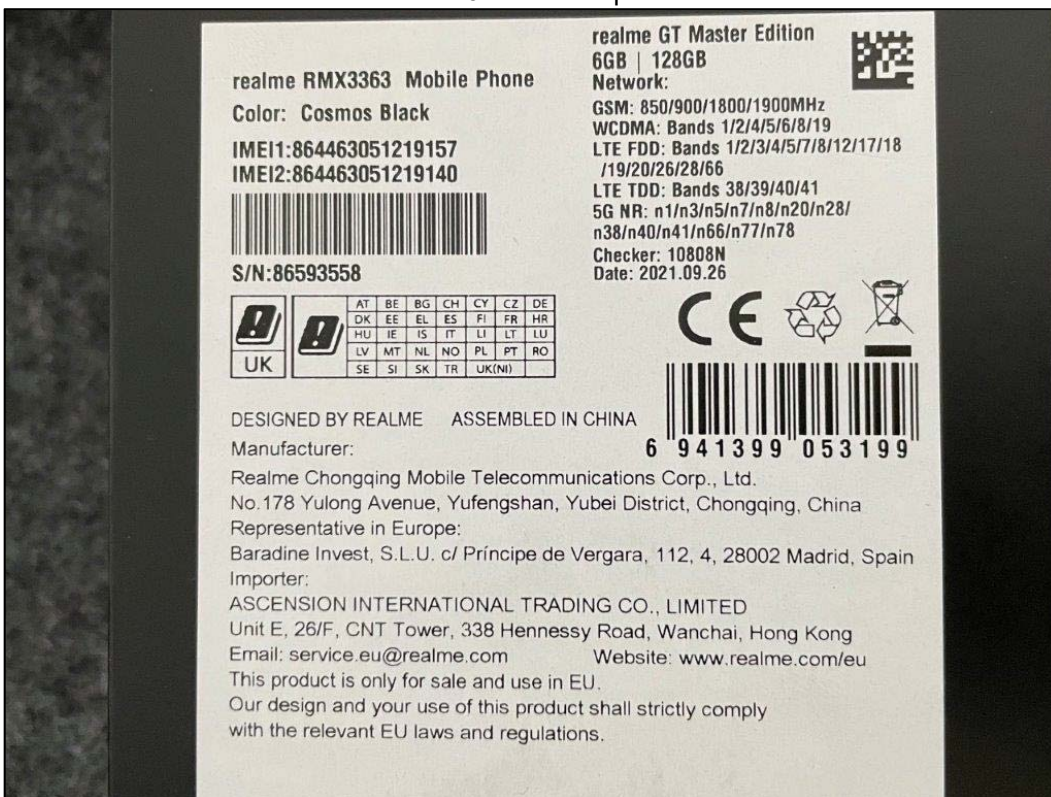 realme RMX3363 Mobile Phone
Color: Cosmos Black
IMEI1:864463051219157
IMEI2:864463051219140
S/N:86593558
realme GT Master Edition
6GB | 128GB
Network:
GSM: 850/900/1800/1900MHz
WCDMA: Bands 1/2/4/5/6/8/19
LTE FDD: Bands 1/2/3/4/5/7/8/12/17/18
/19/20/26/28/66
LTE TDD: Bands 38/39/40/41
5G NR: n1/n3/n5/n7/n8/n20/n28/
n38/n40/n41/n66/n77/n78
Checker: 10808N
Date: 2021.09.26
UK
AT BE BG CH CY CZ DE
DK EE EL ES FI FR HR
HU IE IS IT LI LT LU
LV MT NL NO PL PT RO
SE SI SK TR UK(NI)
CE
DESIGNED BY REALME ASSEMBLED IN CHINA
6 941399 053199
Manufacturer:
Realme Chongqing Mobile Telecommunications Corp., Ltd.
No.178 Yulong Avenue, Yufengshan, Yubei District, Chongqing, China
Representative in Europe:
Baradine Invest, S.L.U. c/ Príncipe de Vergara, 112, 4, 28002 Madrid, Spain
Importer:
ASCENSION INTERNATIONAL TRADING CO., LIMITED
Unit E, 26/F, CNT Tower, 338 Hennessy Road, Wanchai, Hong Kong
Email: service.eu@realme.com Website: www.realme.com/eu
This product is only for sale and use in EU.
Our design and your use of this product shall strictly comply
with the relevant EU laws and regulations.